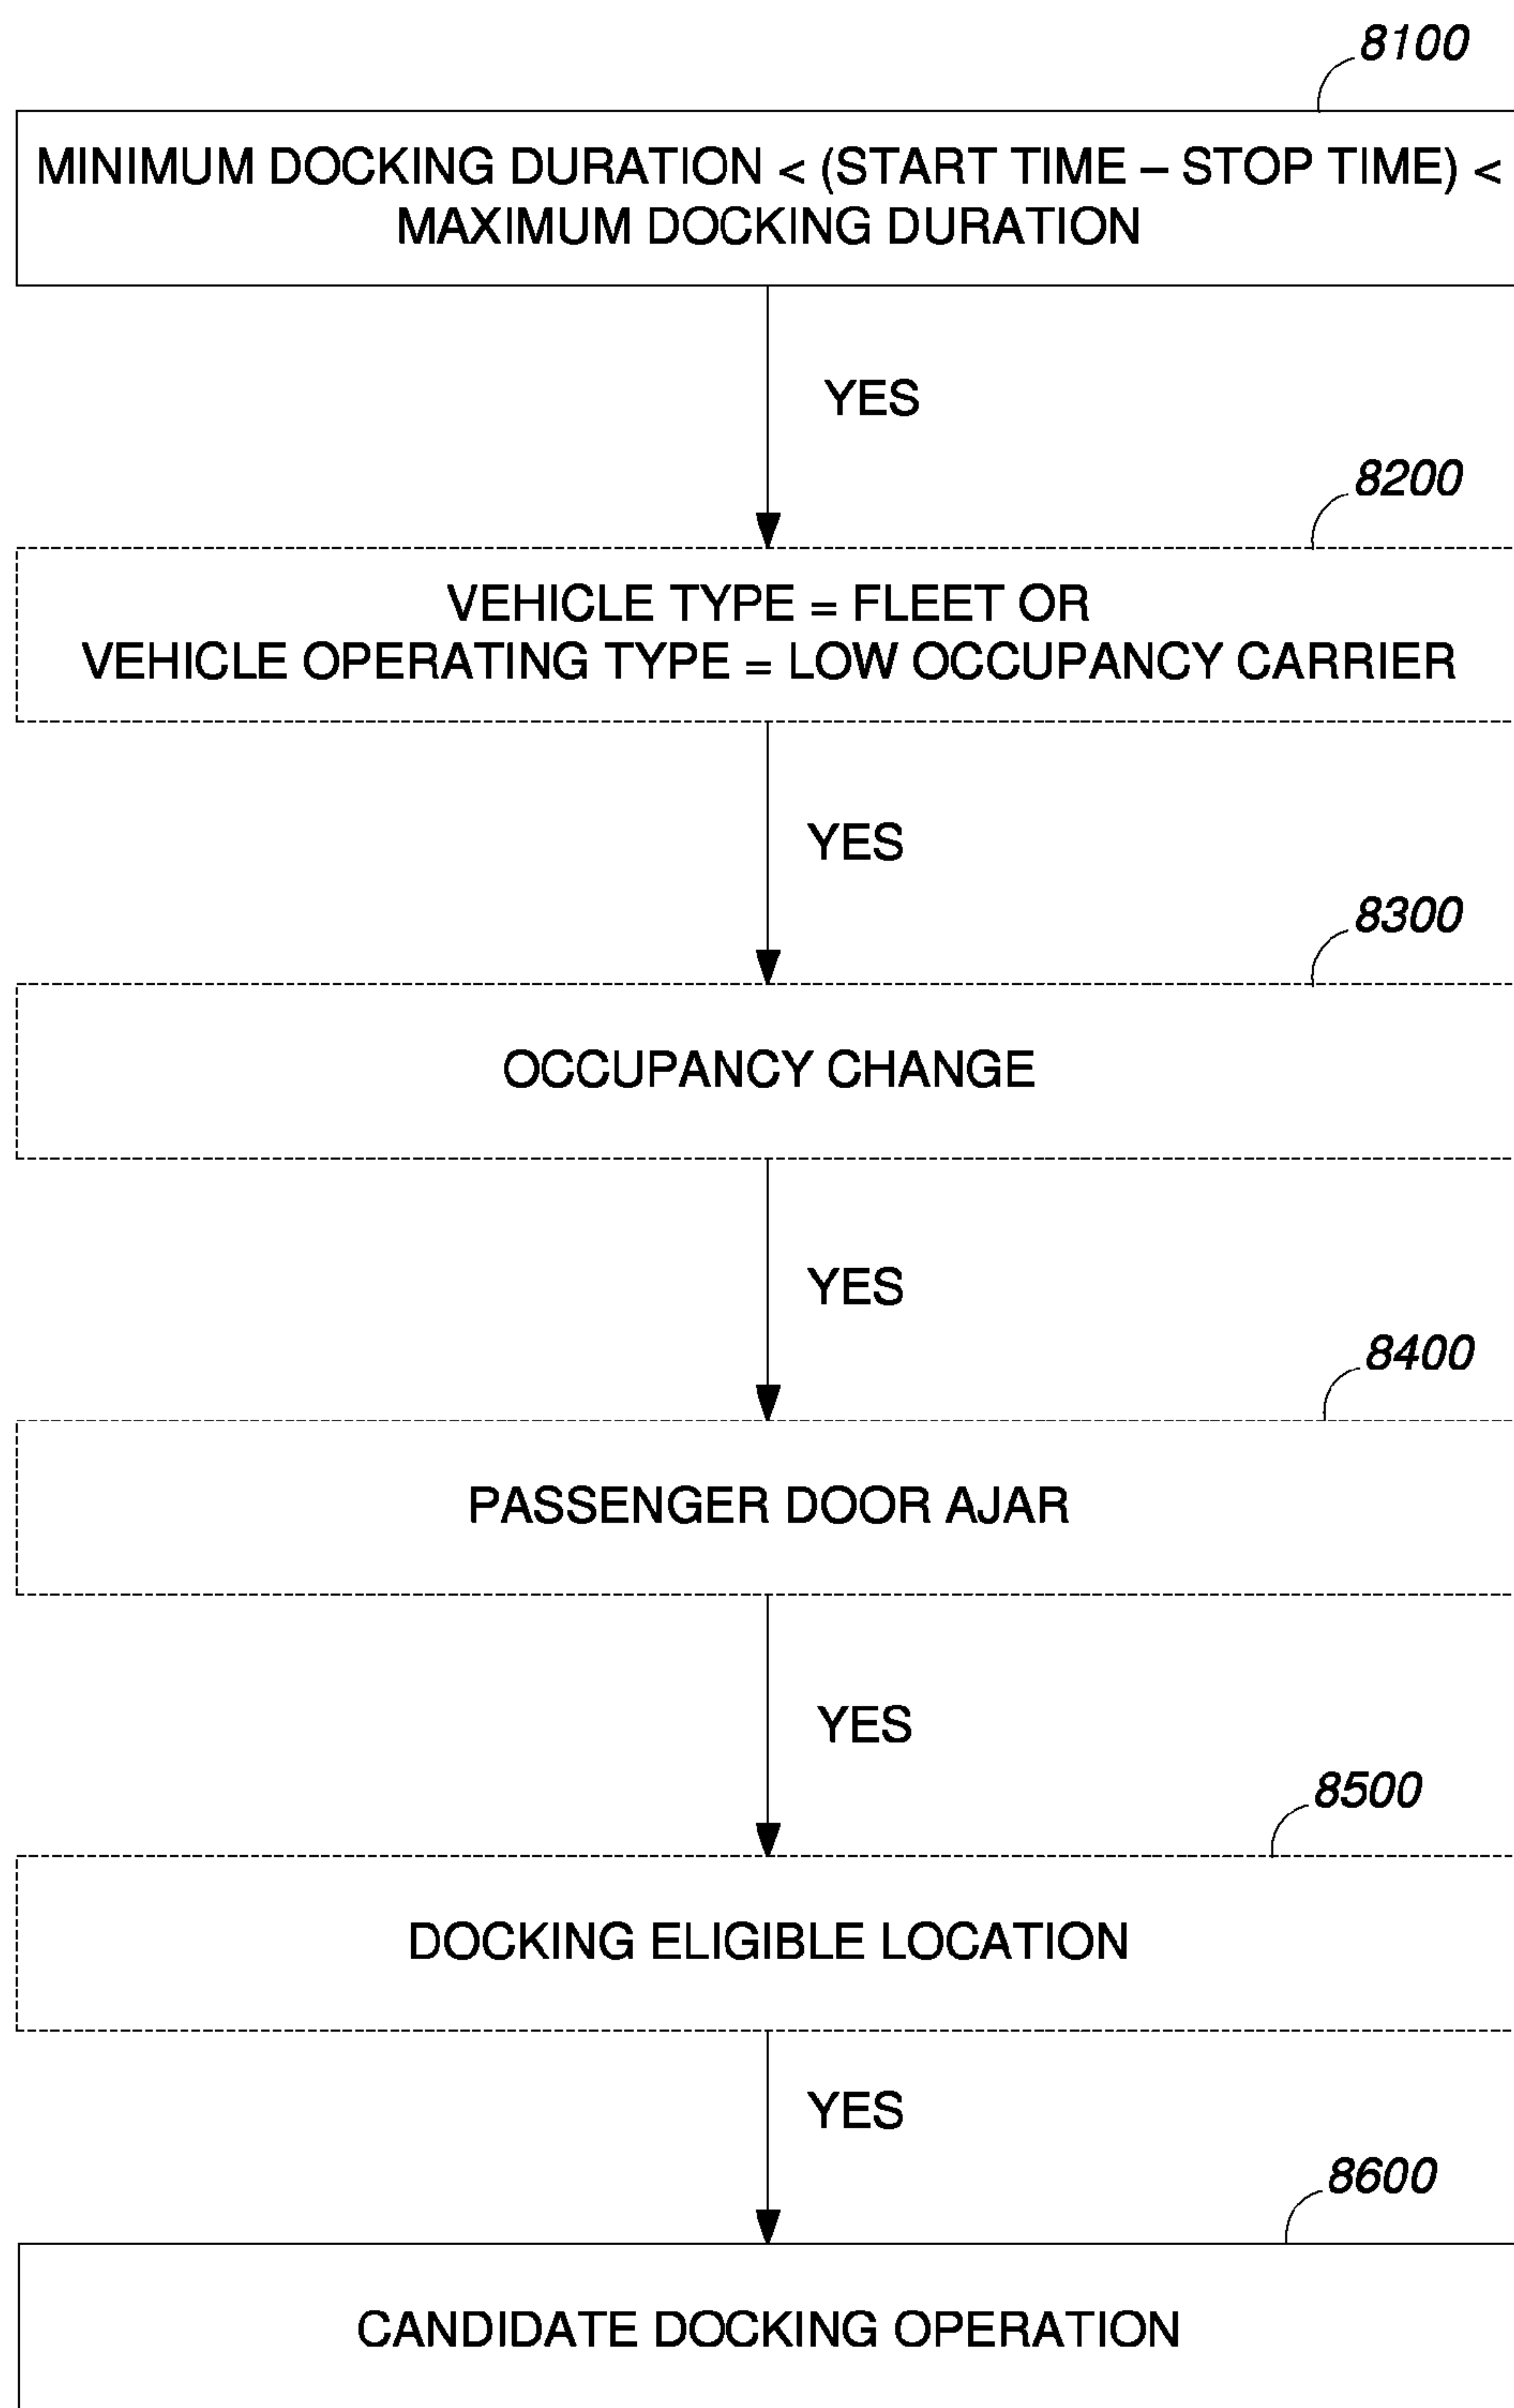 8100
MINIMUM DOCKING DURATION < (START TIME – STOP TIME) <
MAXIMUM DOCKING DURATION
YES
8200
VEHICLE TYPE = FLEET OR
VEHICLE OPERATING TYPE = LOW OCCUPANCY CARRIER
YES
8300
OCCUPANCY CHANGE
YES
8400
PASSENGER DOOR AJAR
YES
8500
DOCKING ELIGIBLE LOCATION
YES
8600
CANDIDATE DOCKING OPERATION